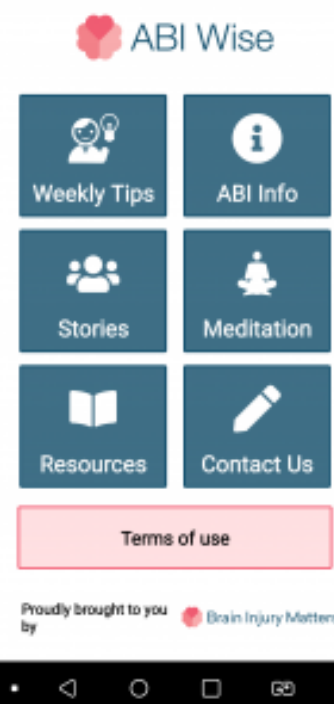 ABI Wise
Weekly Tips
ABI Info
Stories
Meditation
Resources
Contact Us
Terms of use
Proudly brought to you
by
Brain Injury Matters